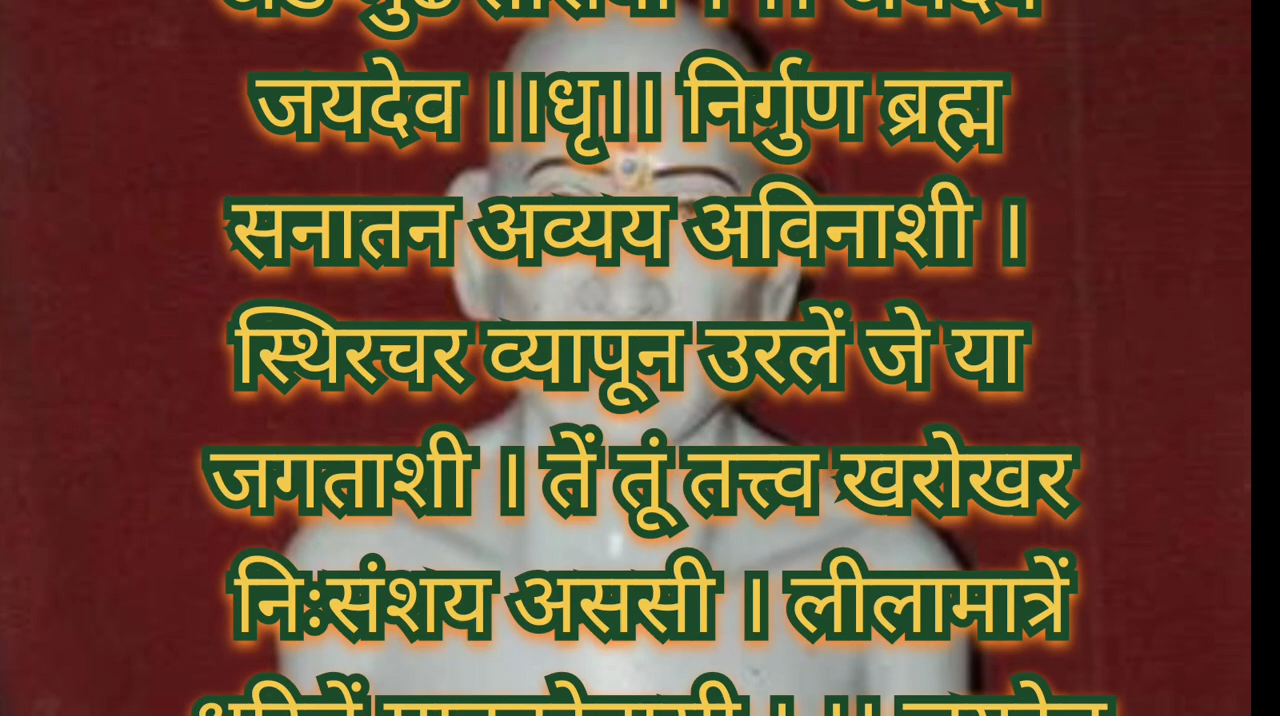 जयदेव ।।धृ।। निर्गुण ब्रह्म
सनातन अव्यय अविनाशी ।
स्थिरचर व्यापून उरलें जे या
जगताशी । तें तूं तत्त्व खरोखर
निःसंशय अससी । लीलामात्रें